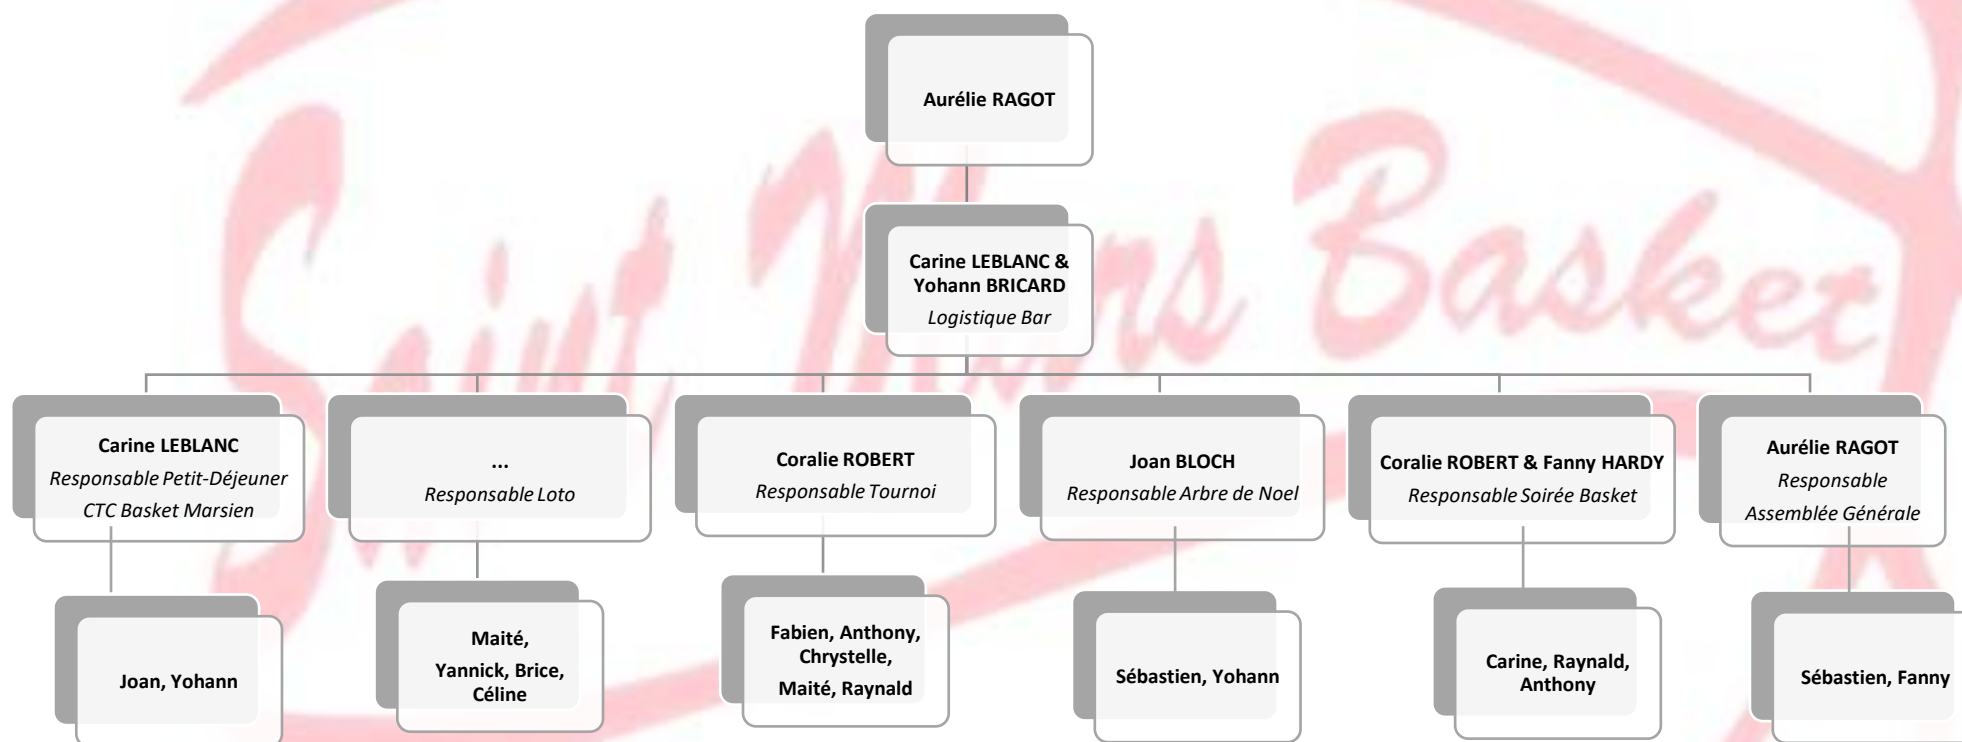 Saint Mars Basket
Aurélie RAGOT
Carine LEBLANC &
Yohann BRICARD
Logistique Bar
Carine LEBLANC
Responsable Petit-Déjeuner
CTC Basket Marsien
...
Responsable Loto
Coralie ROBERT
Responsable Tournoi
Joan BLOCH
Responsable Arbre de Noel
Coralie ROBERT & Fanny HARDY
Responsable Soirée Basket
Aurélie RAGOT
Responsable
Assemblée Générale
Joan, Yohann
Maité,
Yannick, Brice,
Céline
Fabien, Anthony,
Chrystelle,
Maité, Raynald
Sébastien, Yohann
Carine, Raynald,
Anthony
Sébastien, Fanny